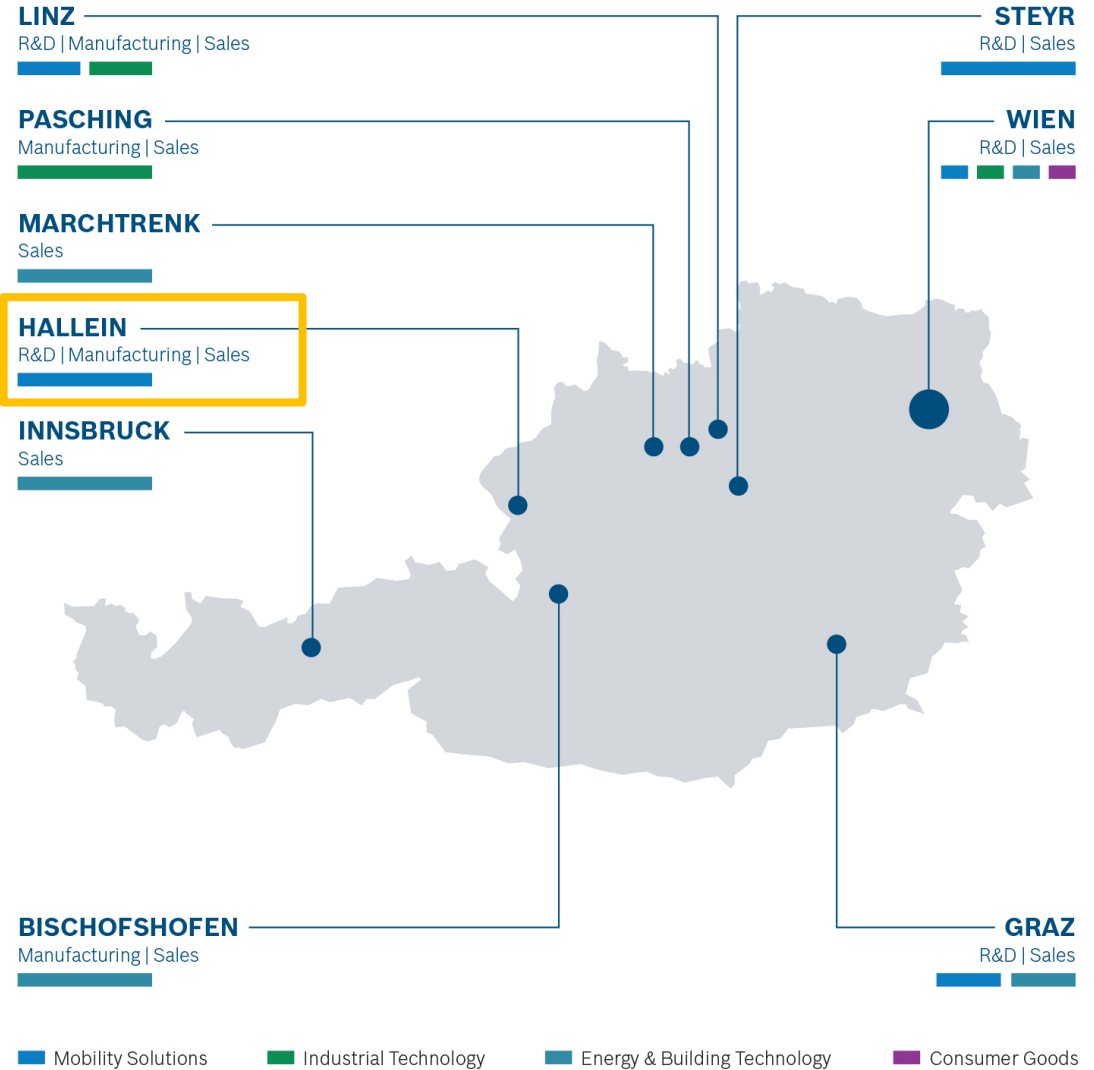 LINZ
R&D | Manufacturing | Sales
STEYR
R&D | Sales
PASCHING
Manufacturing | Sales
WIEN
R&D | Sales
MARCHTRENK
Sales
HALLEIN
R&D | Manufacturing | Sales
INNSBRUCK
Sales
BISCHOFSHOFEN
Manufacturing | Sales
GRAZ
R&D | Sales
Mobility Solutions
Industrial Technology
Energy & Building Technology
Consumer Goods